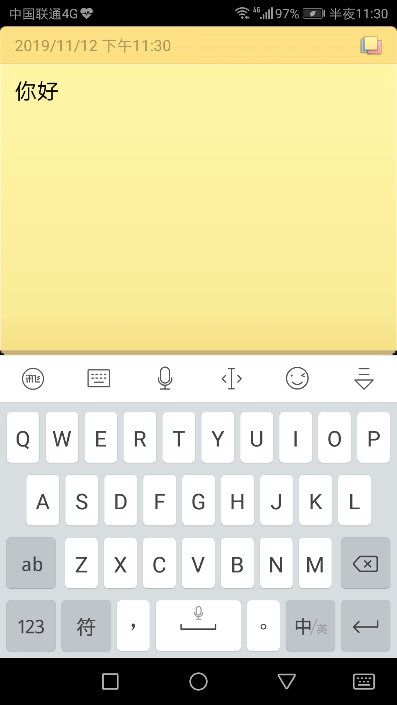 中国联通4G 4G 97% 半夜11:30
2019/11/12 下午11:30
你好
Q W E R T Y U I O P
A S D F G H J K L
ab Z X C V B N M
123 符 ， 。 中/英